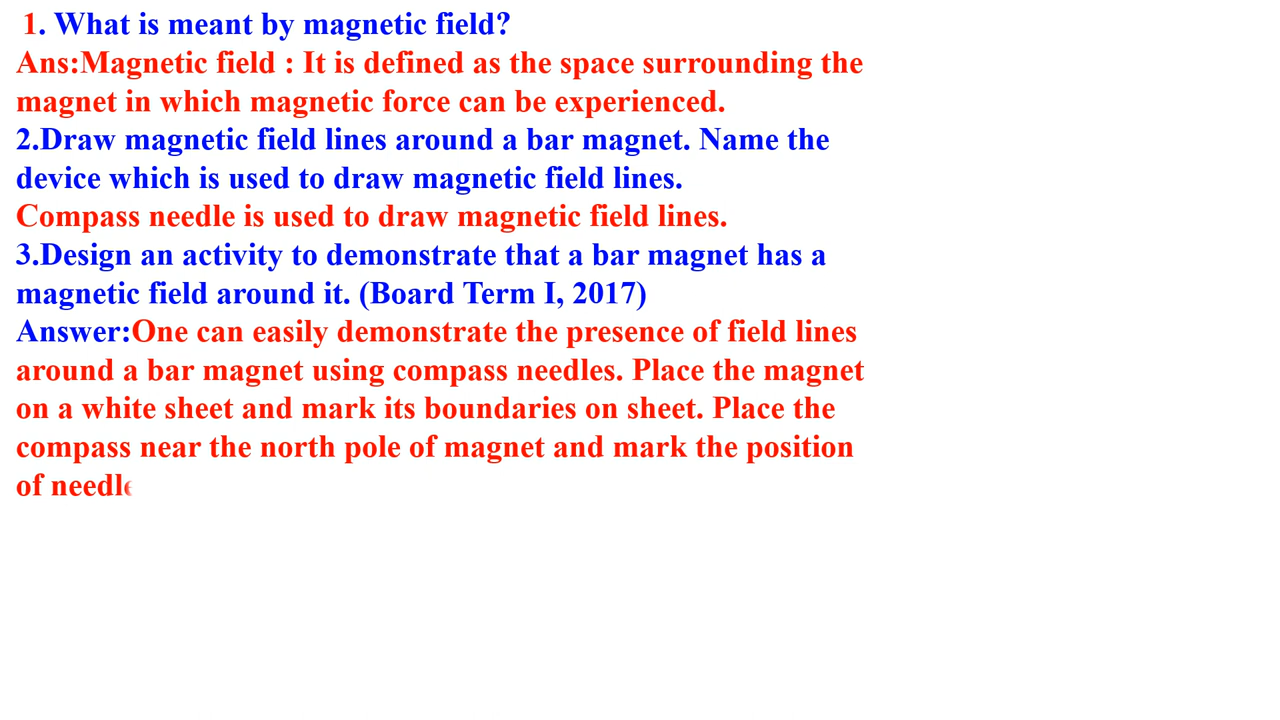 1. What is meant by magnetic field?
Ans:Magnetic field : It is defined as the space surrounding the
magnet in which magnetic force can be experienced.
2.Draw magnetic field lines around a bar magnet. Name the
device which is used to draw magnetic field lines.
Compass needle is used to draw magnetic field lines.
3.Design an activity to demonstrate that a bar magnet has a
magnetic field around it. (Board Term I, 2017)
Answer:One can easily demonstrate the presence of field lines
around a bar magnet using compass needles. Place the magnet
on a white sheet and mark its boundaries on sheet. Place the
compass near the north pole of magnet and mark the position
of needle